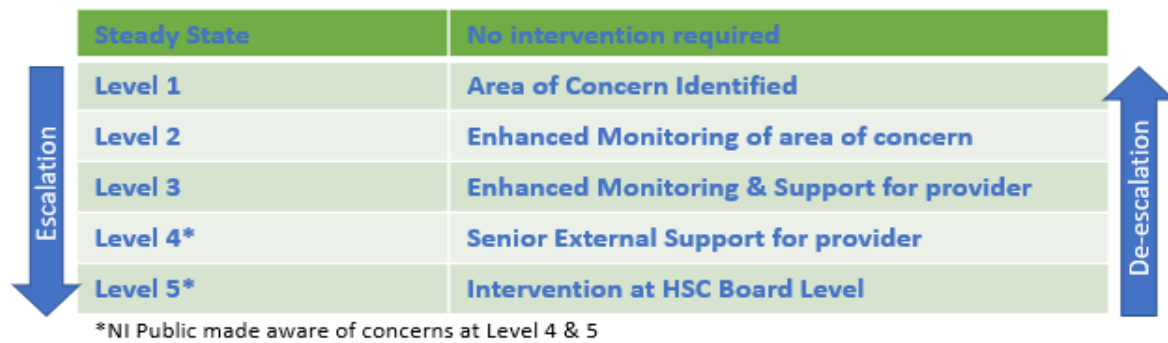 Steady State No intervention required
Level 1 Area of Concern Identified
Level 2 Enhanced Monitoring of area of concern
Level 3 Enhanced Monitoring & Support for provider
Level 4* Senior External Support for provider
Level 5* Intervention at HSC Board Level
Escalation
De-escalation
*NI Public made aware of concerns at Level 4 & 5